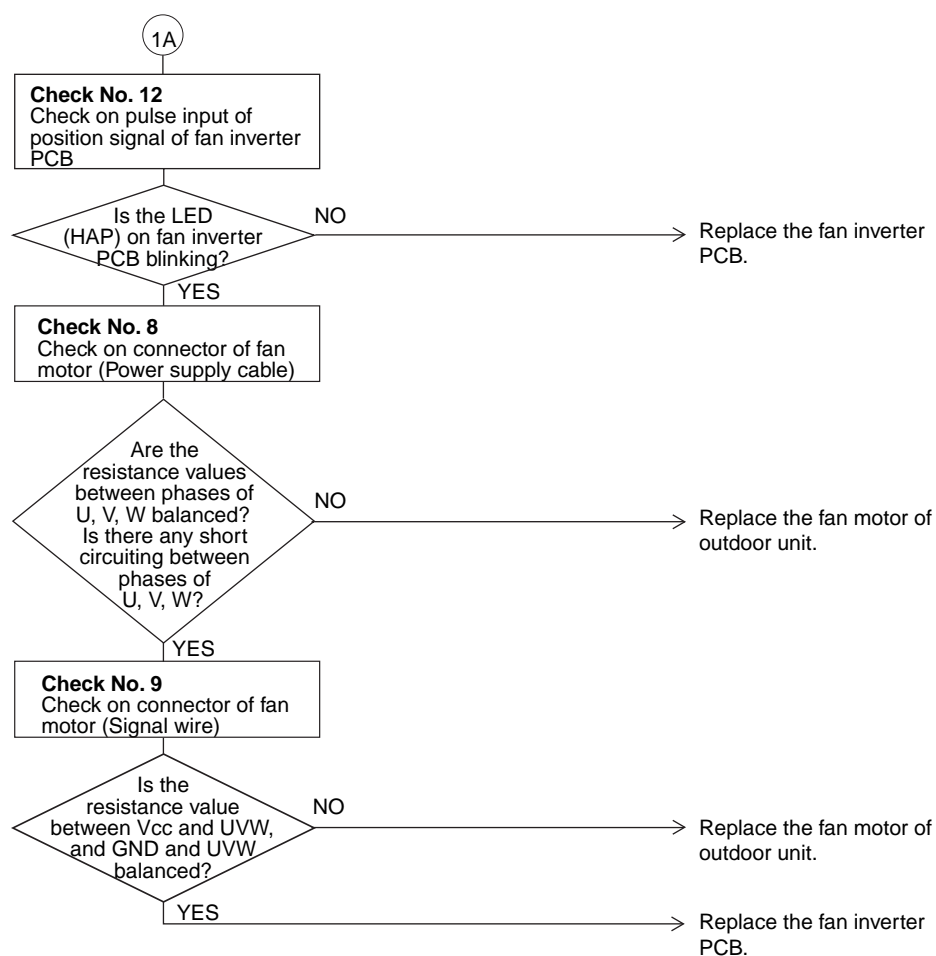 1A
Check No. 12
Check on pulse input of
position signal of fan inverter
PCB
Is the LED
(HAP) on fan inverter
PCB blinking?
NO
Replace the fan inverter
PCB.
YES
Check No. 8
Check on connector of fan
motor (Power supply cable)
Are the
resistance values
between phases of
U, V, W balanced?
Is there any short
circuiting between
phases of
U, V, W?
NO
Replace the fan motor of
outdoor unit.
YES
Check No. 9
Check on connector of fan
motor (Signal wire)
Is the
resistance value
between Vcc and UVW,
and GND and UVW
balanced?
NO
Replace the fan motor of
outdoor unit.
YES
Replace the fan inverter
PCB.